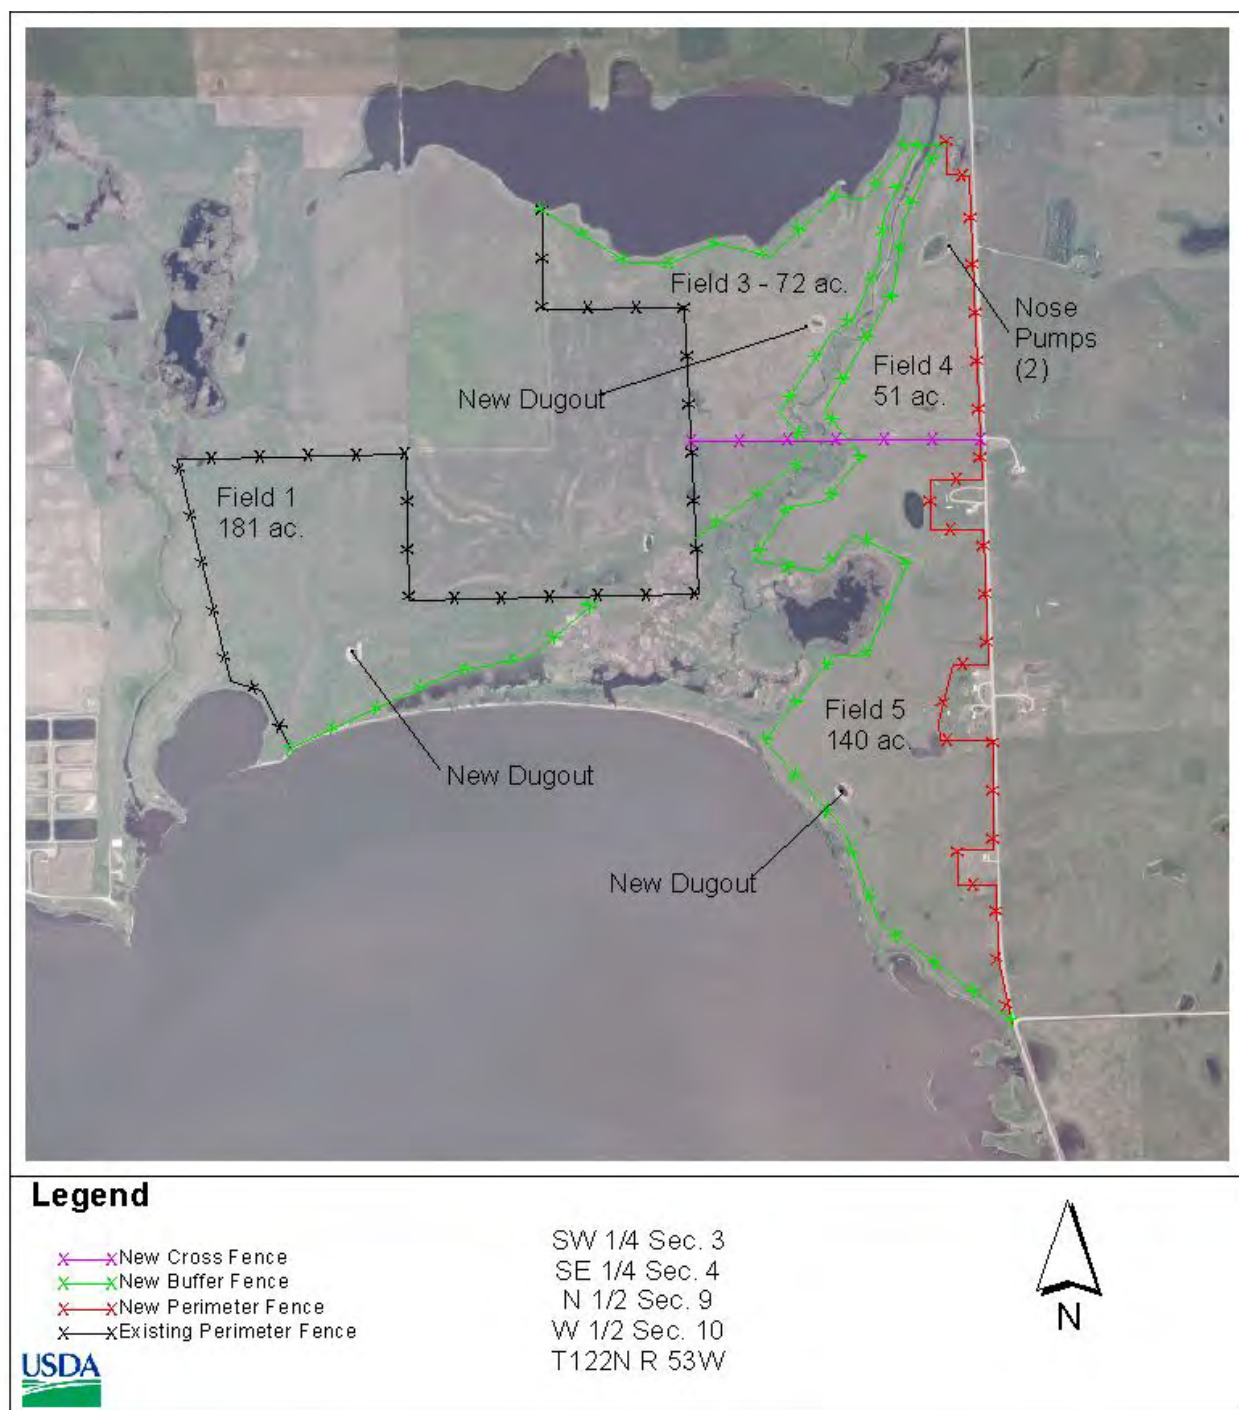 Field 3 - 72 ac.
Nose
Pumps
(2)
Field 4
51 ac.
New Dugout
Field 1
181 ac.
Field 5
140 ac.
New Dugout
New Dugout
Legend
New Cross Fence
New Buffer Fence
New Perimeter Fence
Existing Perimeter Fence
SW 1/4 Sec. 3
SE 1/4 Sec. 4
N 1/2 Sec. 9
W 1/2 Sec. 10
T122N R 53W
N
USDA